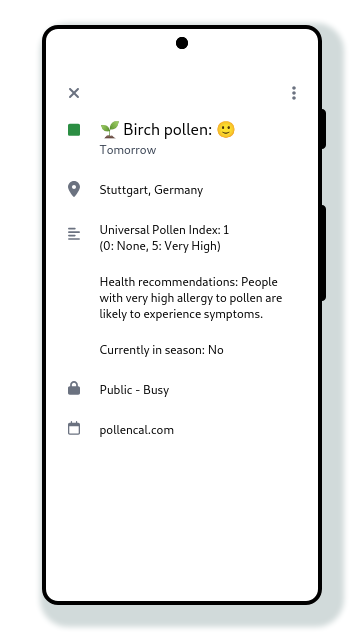 🌱 Birch pollen: 🙂
Tomorrow
Stuttgart, Germany
Universal Pollen Index: 1
(0: None, 5: Very High)
Health recommendations: People
with very high allergy to pollen are
likely to experience symptoms.
Currently in season: No
Public - Busy
pollencal.com